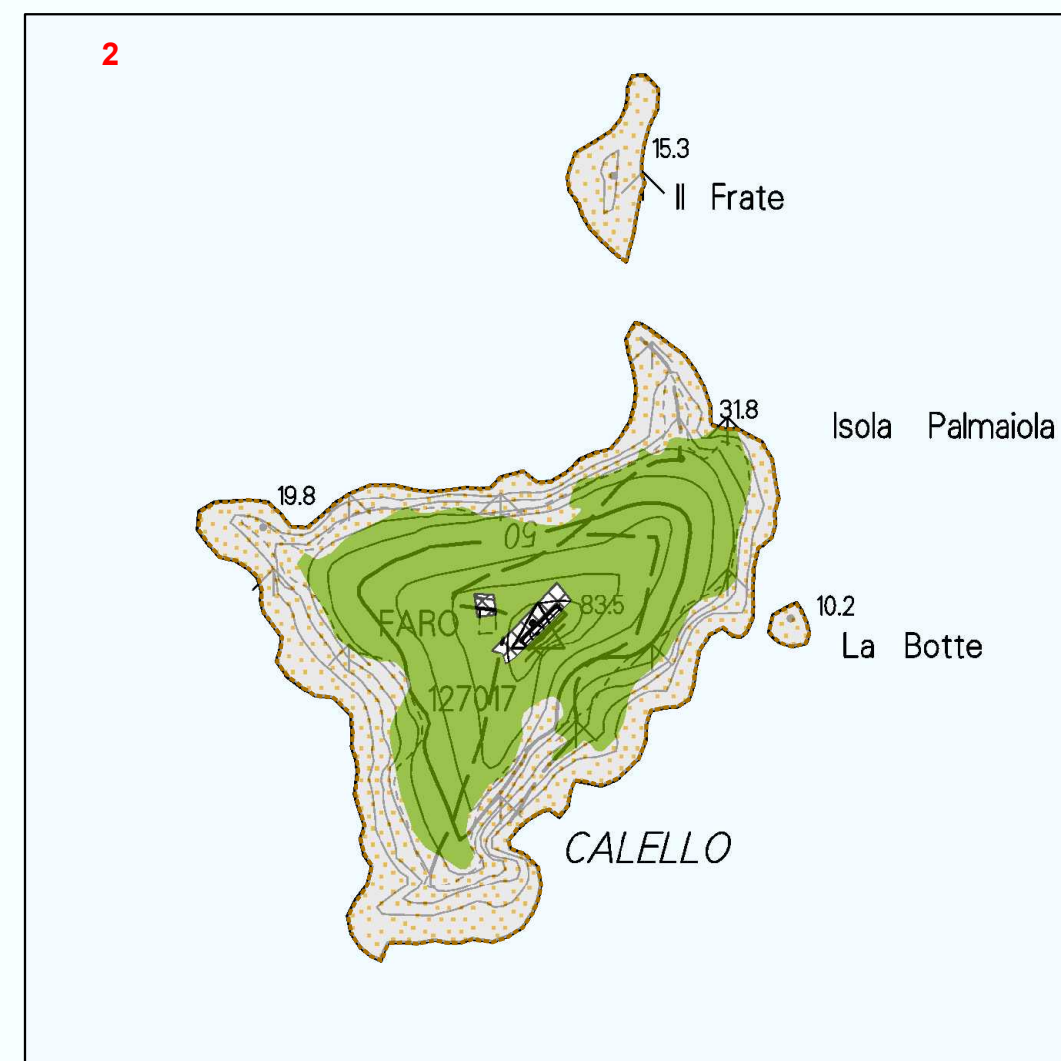 2
15.3
Il Frate
31.8
Isola Palmaiola
19.8
50
FARO
83.5
10.2
La Botte
127017
CALELLO